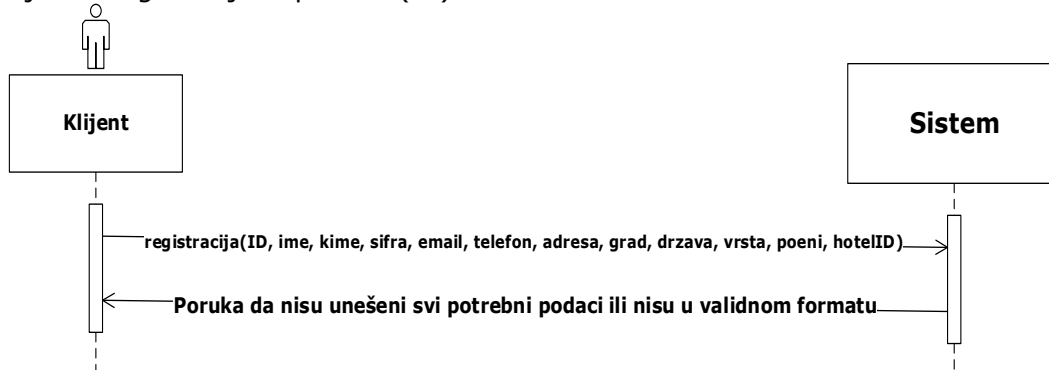 Klijent
Sistem
registracija(ID, ime, kime, sifra, email, telefon, adresa, grad, drzava, vrsta, poeni, hotelID)
Poruka da nisu unešeni svi potrebni podaci ili nisu u validnom formatu